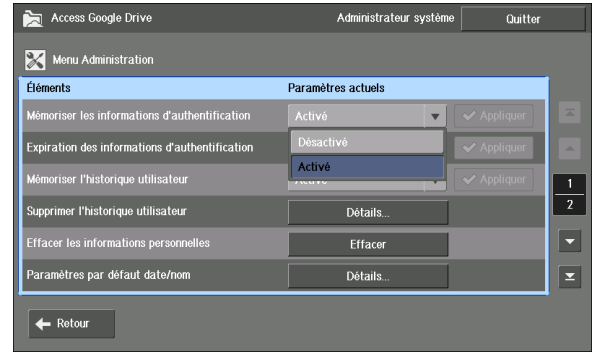 Access Google Drive
Administrateur système
Quitter
Menu Administration
Éléments
Paramètres actuels
Mémoriser les informations d'authentification
Activé
Appliquer
Désactivé
Expiration des informations d'authentification
Appliquer
Activé
Mémoriser l'historique utilisateur
Activé
Appliquer
1
2
Supprimer l'historique utilisateur
Détails...
Effacer les informations personnelles
Effacer
Paramètres par défaut date/nom
Détails...
Retour